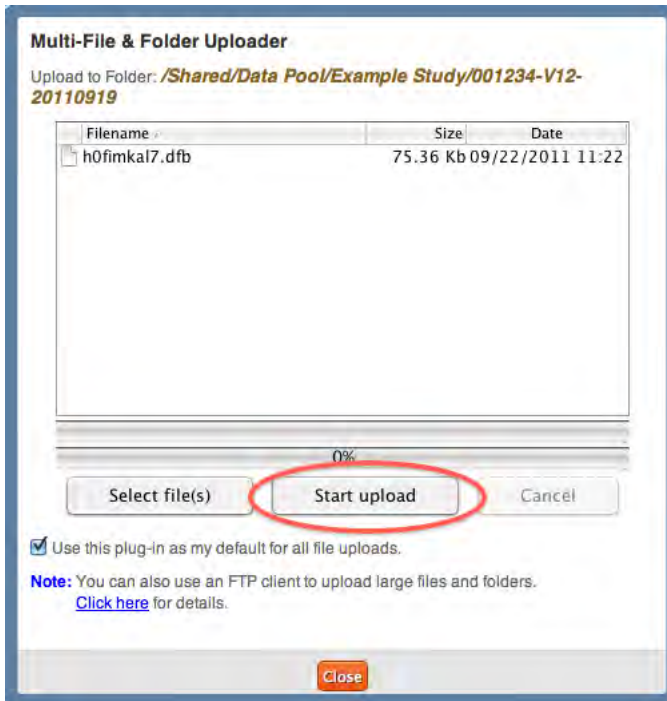 Multi-File & Folder Uploader
Upload to Folder: /Shared/Data Pool/Example Study/001234-V12-
20110919
Filename Size Date
h0fimkal7.dfb 75.36 Kb 09/22/2011 11:22
0%
Select file(s) Start upload Cancel
Use this plug-in as my default for all file uploads.
Note: You can also use an FTP client to upload large files and folders.
Click here for details.
Close